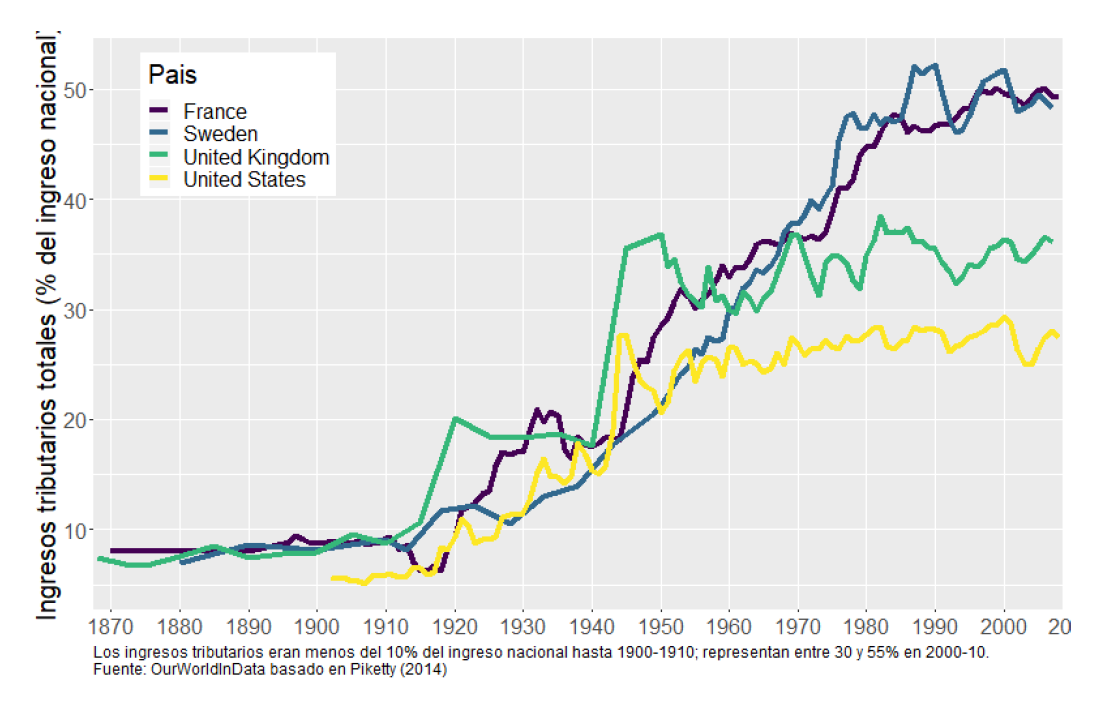 Ingresos tributarios totales (% del ingreso nacional)
Pais
France
Sweden
United Kingdom
United States
50
40
30
20
10
1870 1880 1890 1900 1910 1920 1930 1940 1950 1960 1970 1980 1990 2000 20
Los ingresos tributarios eran menos del 10% del ingreso nacional hasta 1900-1910; representan entre 30 y 55% en 2000-10.
Fuente: OurWorldInData basado en Piketty (2014)